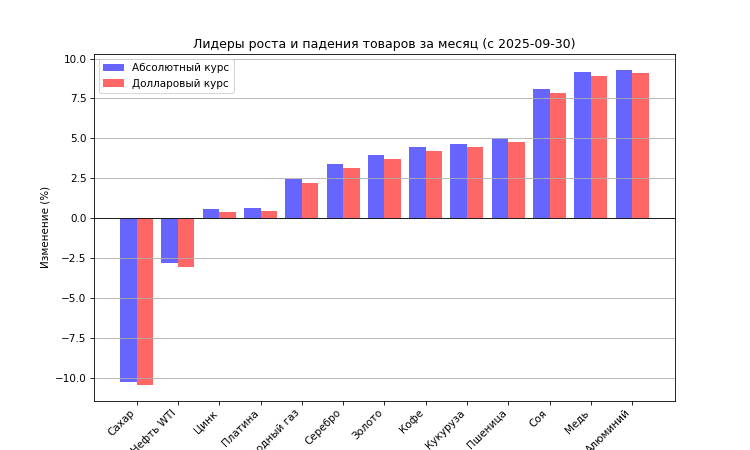 Лидеры роста и падения товаров за месяц (с 2025-09-30)
Абсолютный курс
Долларовый курс
Изменение (%)
10.0
7.5
5.0
2.5
0.0
−2.5
−5.0
−7.5
−10.0
Сахар
Нефть WTI
Цинк
Платина
одный газ
Серебро
Золото
Кофе
Кукуруза
Пшеница
Соя
Медь
Алюминий